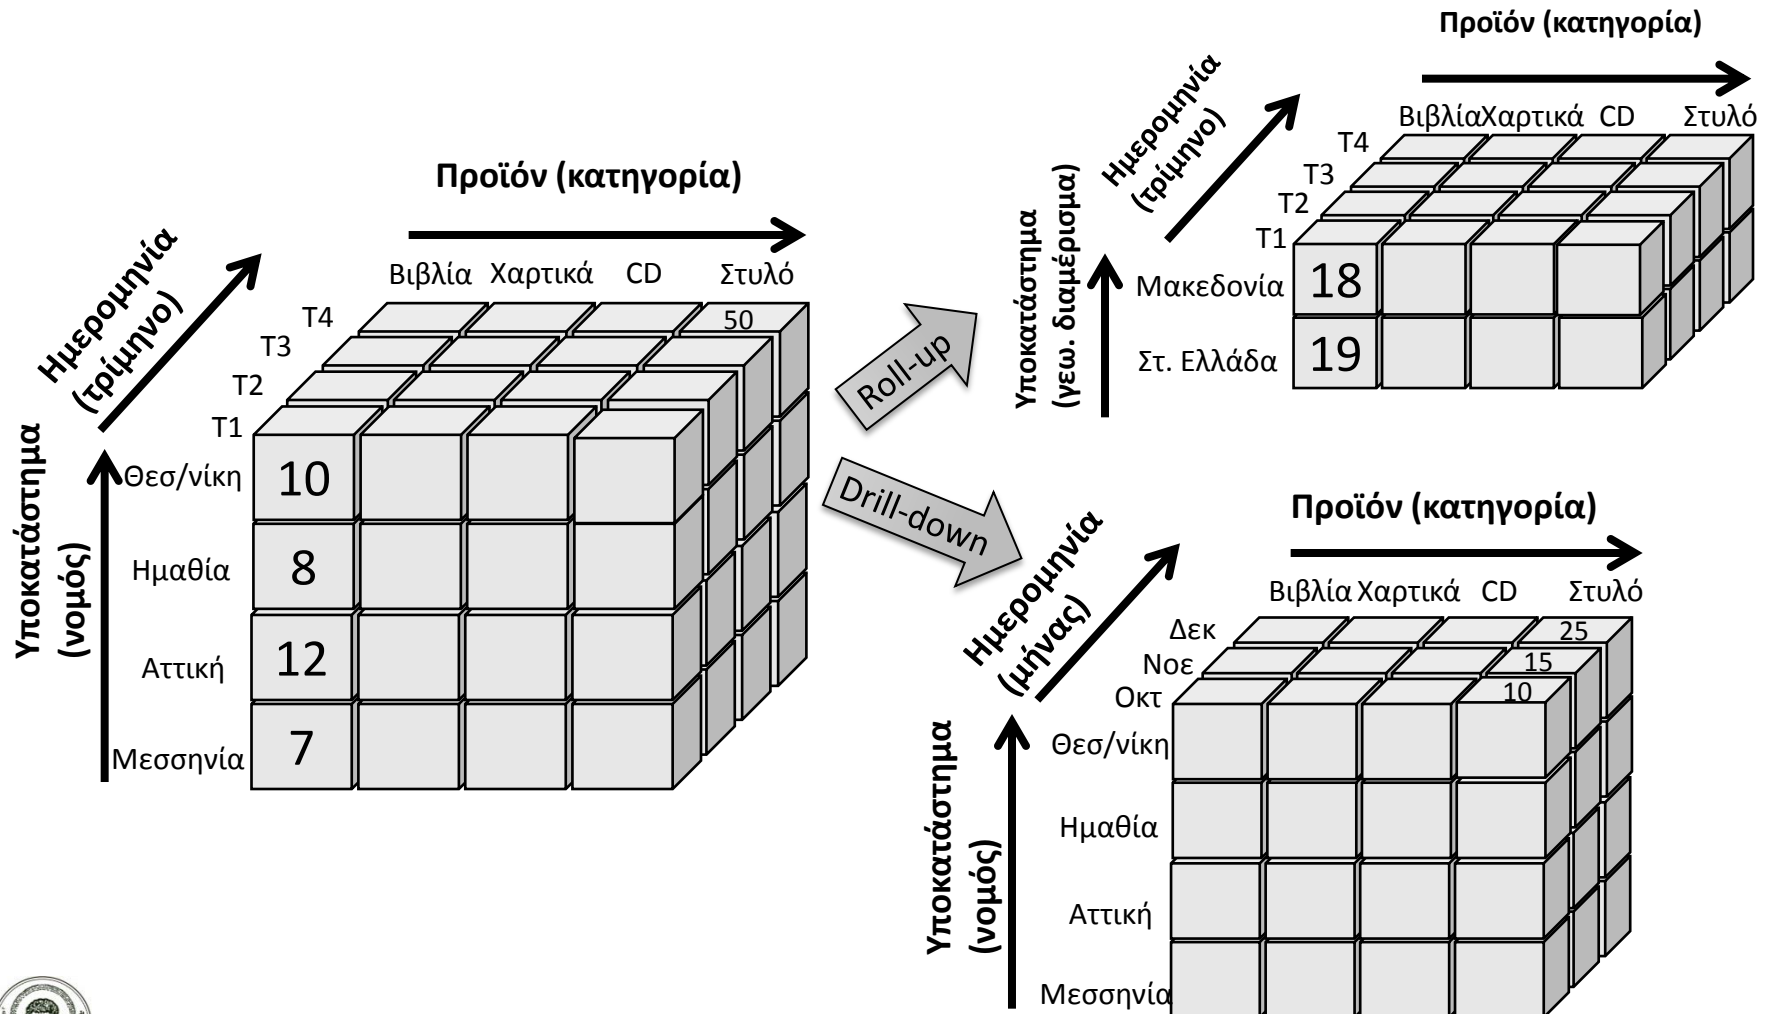 Προϊόν (κατηγορία)
Ημερομηνία
(τρίμηνο)
Βιβλία Χαρτικά CD Στυλό
T4
T3
T2
T1
Υποκατάστημα
(νομός)
50
Θεσ/νίκη 10
Ημαθία 8
Αττική 12
Μεσσηνία 7
Roll-up
Drill-down
Προϊόν (κατηγορία)
Ημερομηνία
(τρίμηνο)
Βιβλία Χαρτικά CD Στυλό
T4
T3
T2
T1
Υποκατάστημα
(γεω. διαμέρισμα)
Μακεδονία 18
Στ. Ελλάδα 19
Προϊόν (κατηγορία)
Ημερομηνία
(μήνας)
Βιβλία Χαρτικά CD Στυλό
Δεκ 25
Νοε 15
Οκτ 10
Υποκατάστημα
(νομός)
Θεσ/νίκη
Ημαθία
Αττική
Μεσσηνία